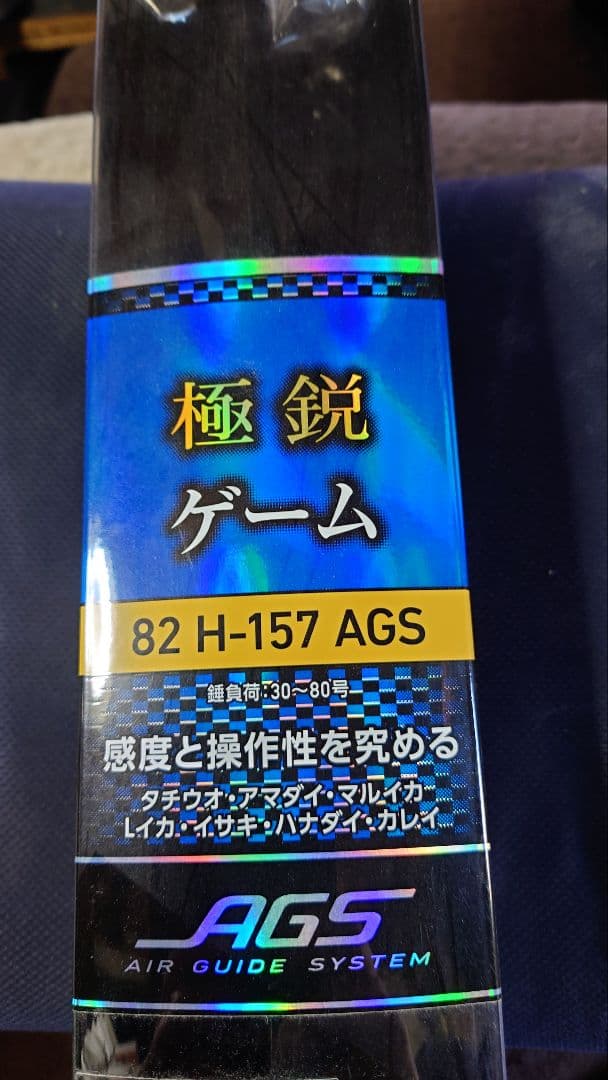 極鋭
ゲーム
82 H-157 AGS
錘負荷:30〜80号
感度と操作性を究める
タチウオ・アマダイ・マルイカ
Lイカ・イサキ・ハナダイ・カレイ
AGS
AIR GUIDE SYSTEM